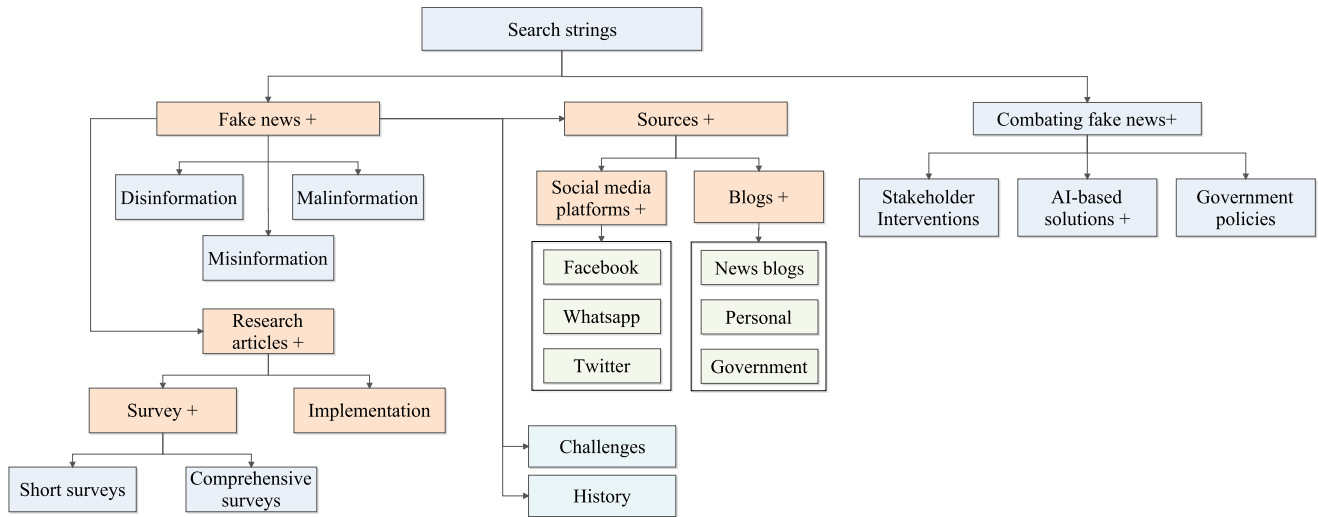 Search strings
Fake news +
Sources +
Combating fake news+
Disinformation
Malinformation
Misinformation
Social media
platforms +
Blogs +
Stakeholder
Interventions
AI-based
solutions +
Government
policies
Facebook
Whatsapp
Twitter
News blogs
Personal
Government
Research
articles +
Survey +
Implementation
Short surveys
Comprehensive
surveys
Challenges
History